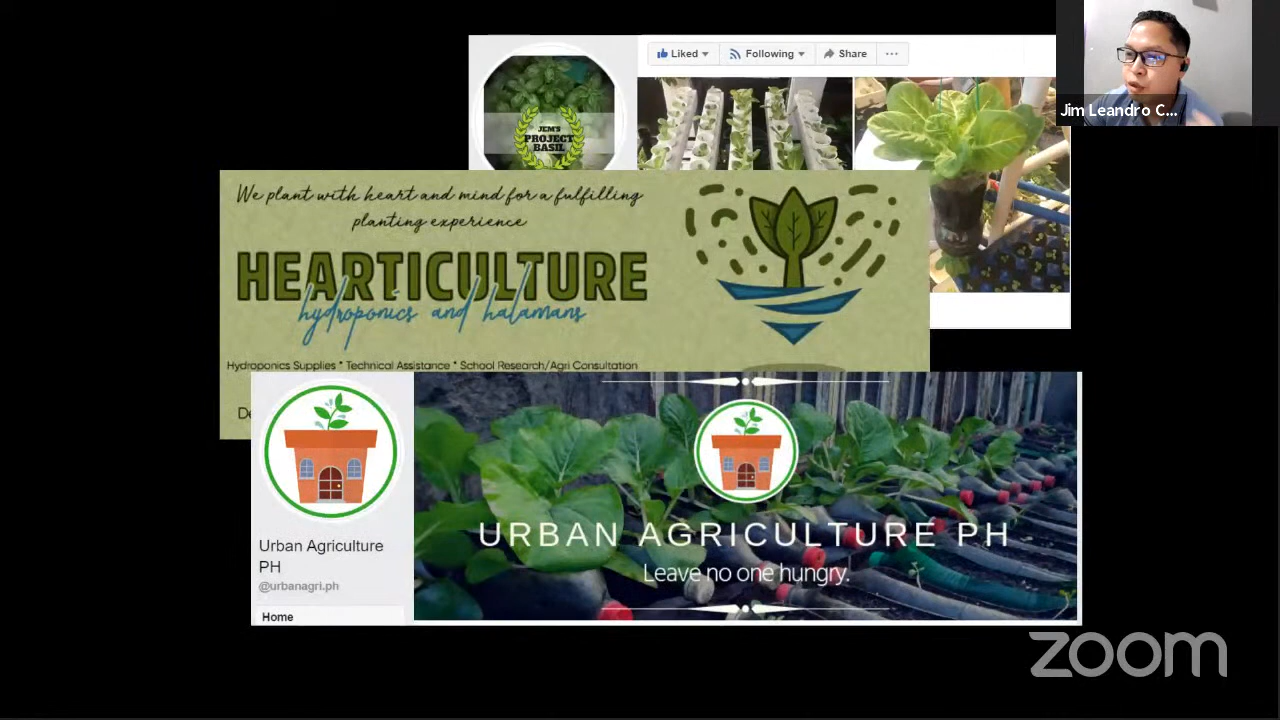 Liked
Following
Share
Jim Leandro C...
JEM'S
PROJECT
BASIL
We plant with heart and mind for a fulfilling
planting experience
HEARTICULTURE
hydroponics and halamans
Hydroponics Supplies * Technical Assistance * School Research/Agri Consultation
De
Urban Agriculture
PH
@urbanagri.ph
Home
URBAN AGRICULTURE PH
Leave no one hungry.
zoom